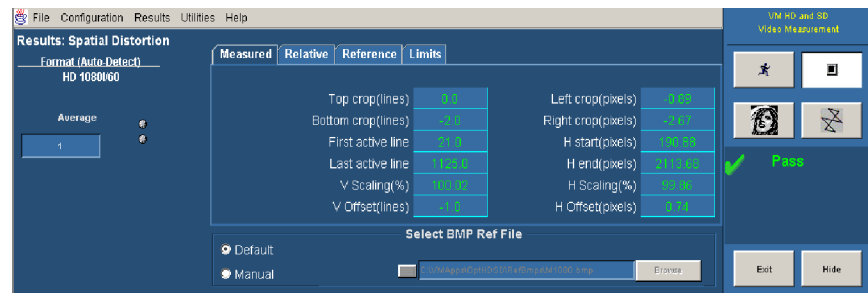 File Configuration Results Utilities Help
VM HD and SD
Video Measurement
Results: Spatial Distortion
Format (Auto-Detect)
HD 1080I/60
Average
1
Measured Relative Reference Limits
Top crop(lines) 0.0 Left crop(pixels) -0.89
Bottom crop(lines) -2.0 Right crop(pixels) -2.67
First active line 21.0 H start(pixels) 190.88
Last active line 1125.0 H end(pixels) 2113.68
V Scaling(%) 100.02 H Scaling(%) 99.86
V Offset(lines) -1.0 H Offset(pixels) 0.74
Pass
Select BMP Ref File
Default
Manual
Browse
Exit Hide